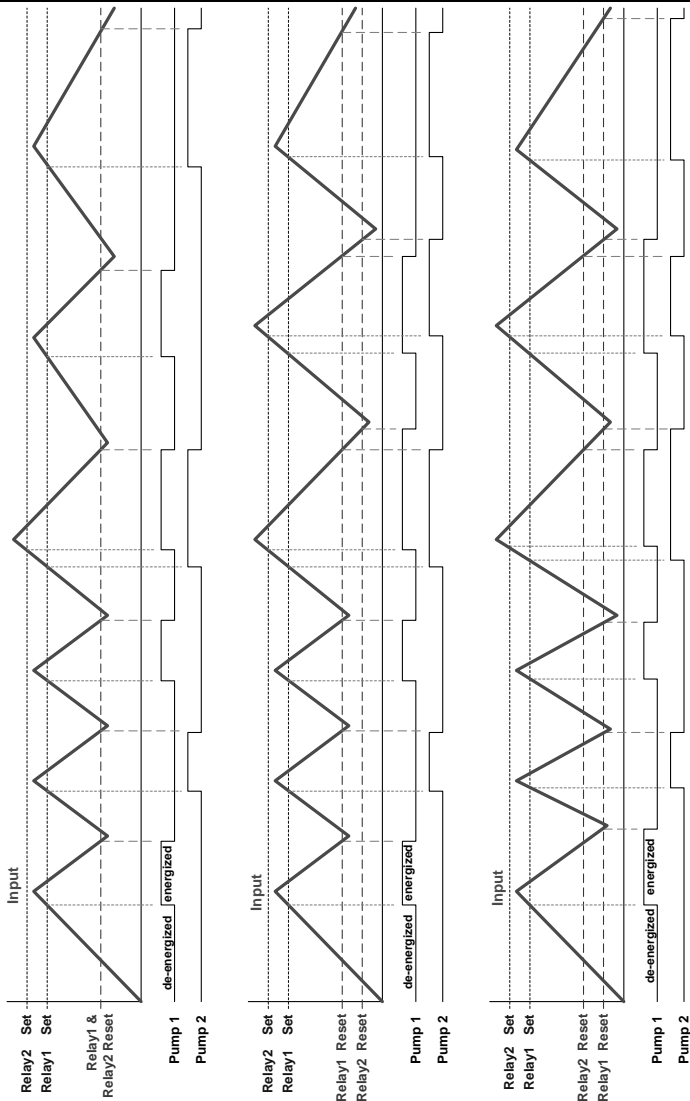 Input
Relay2 Set
Relay1 Set
Relay1 &
Relay2 Reset
de-energized
energized
Pump 1
Pump 2
Input
Relay2 Set
Relay1 Set
Relay1 Reset
Relay2 Reset
de-energized
energized
Pump 1
Pump 2
Input
Relay2 Set
Relay1 Set
Relay2 Reset
Relay1 Reset
de-energized
energized
Pump 1
Pump 2